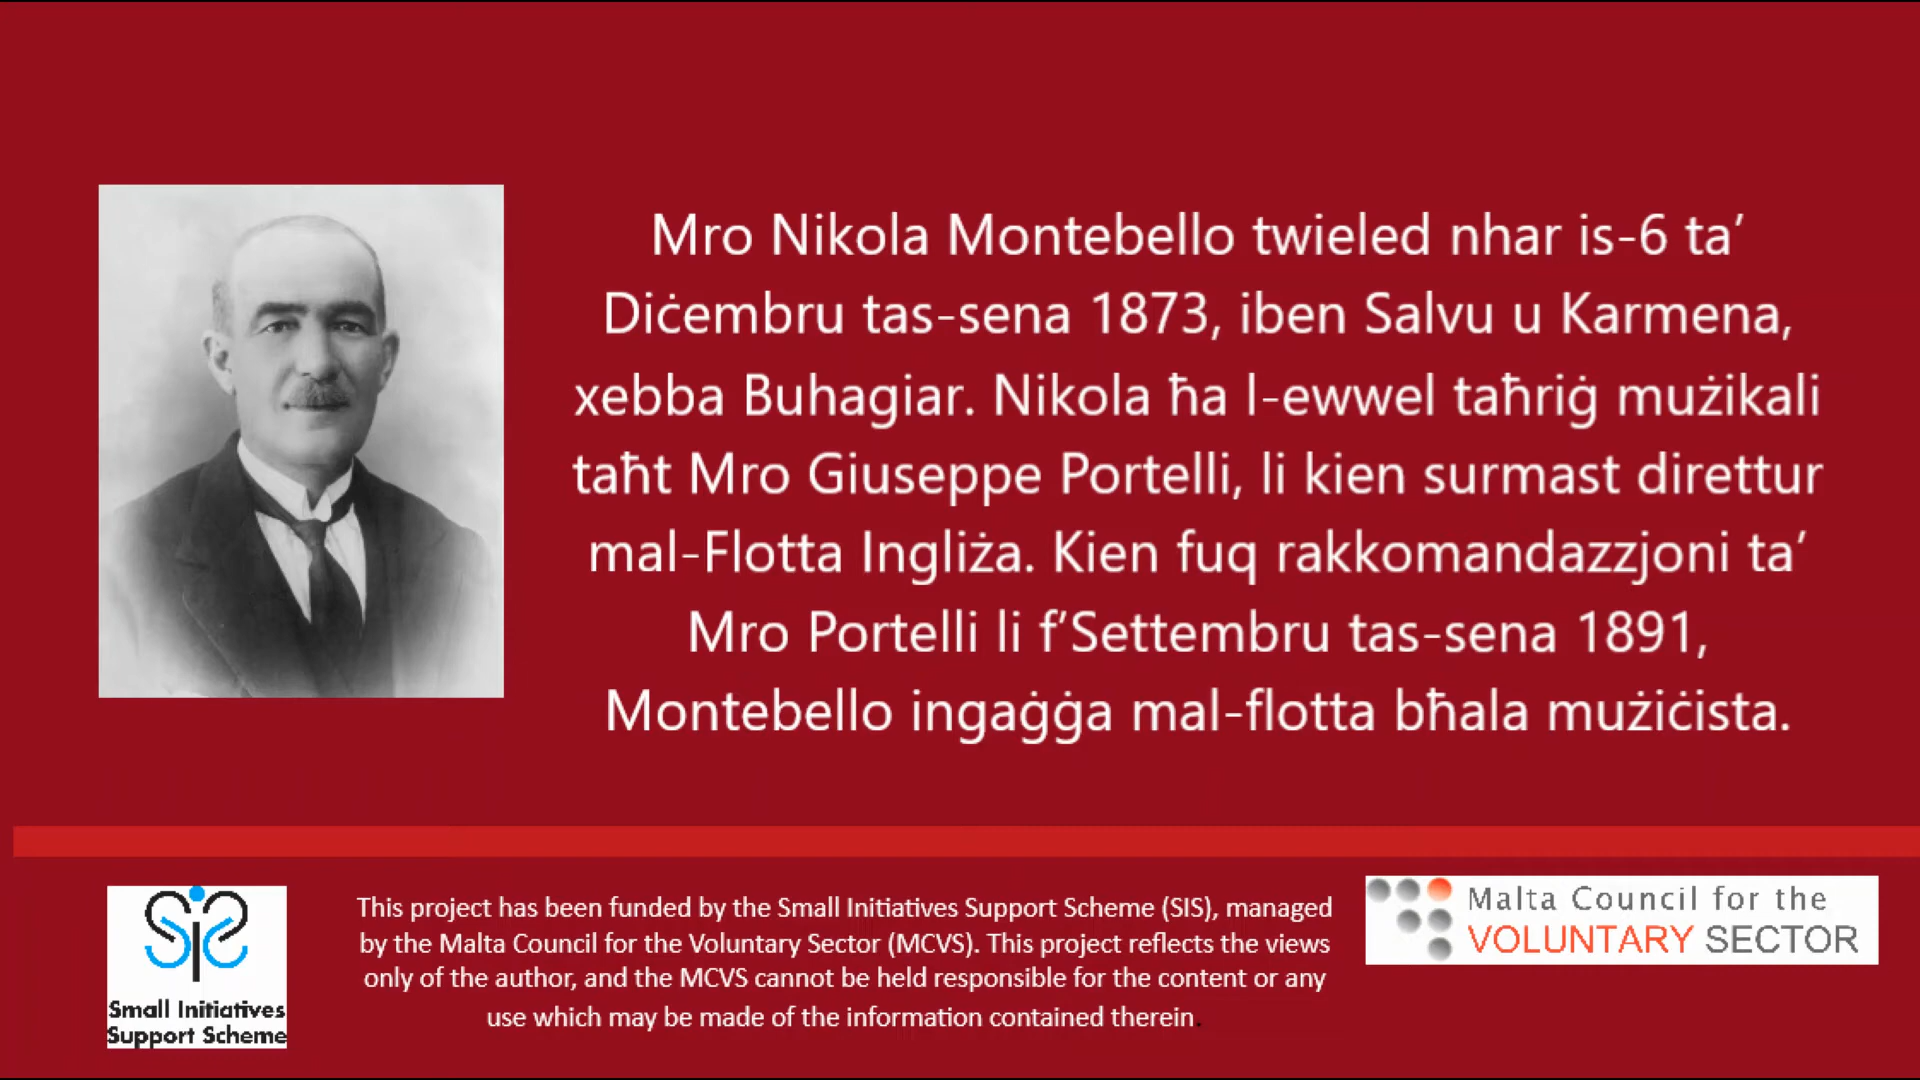 Mro Nikola Montebello twieled nhar is-6 ta’
Diċembru tas-sena 1873, iben Salvu u Karmena,
xebba Buhagiar. Nikola ħa l-ewwel taħriġ mużikali
taħt Mro Giuseppe Portelli, li kien surmast direttur
mal-Flotta Ingliża. Kien fuq rakkomandazzjoni ta’
Mro Portelli li f’Settembru tas-sena 1891,
Montebello ingaġġa mal-flotta bħala mużiċista.
SIS
Small Initiatives
Support Scheme
This project has been funded by the Small Initiatives Support Scheme (SIS), managed
by the Malta Council for the Voluntary Sector (MCVS). This project reflects the views
only of the author, and the MCVS cannot be held responsible for the content or any
use which may be made of the information contained therein.
Malta Council for the
VOLUNTARY SECTOR